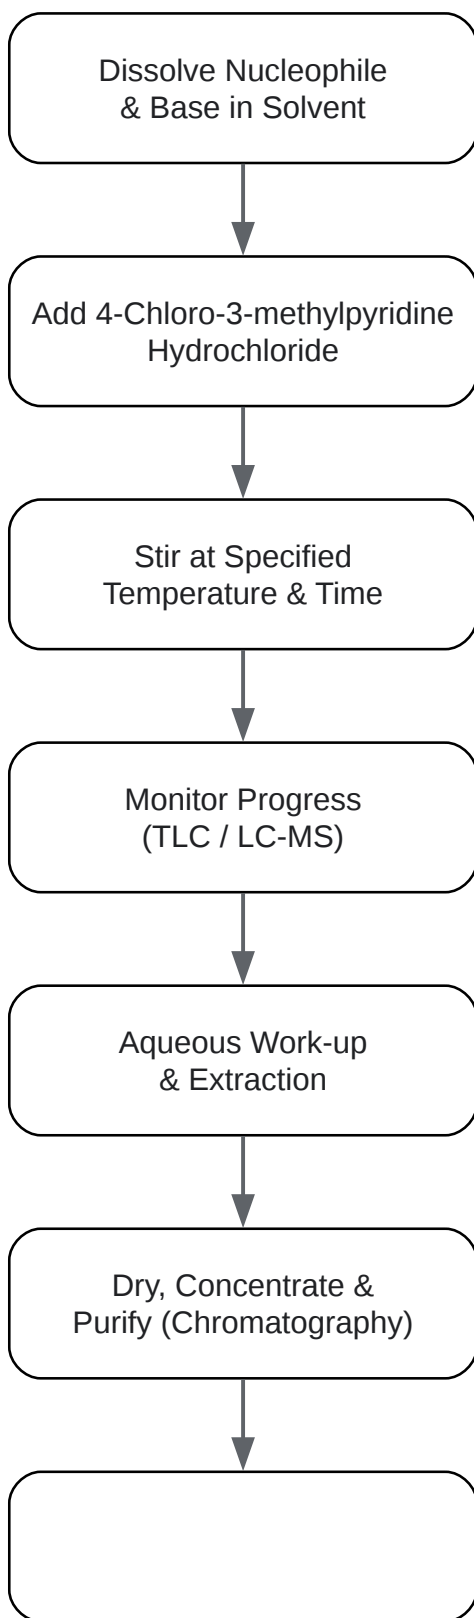 Dissolve Nucleophile
& Base in Solvent
Add 4-Chloro-3-methylpyridine
Hydrochloride
Stir at Specified
Temperature & Time
Monitor Progress
(TLC / LC-MS)
Aqueous Work-up
& Extraction
Dry, Concentrate &
Purify (Chromatography)